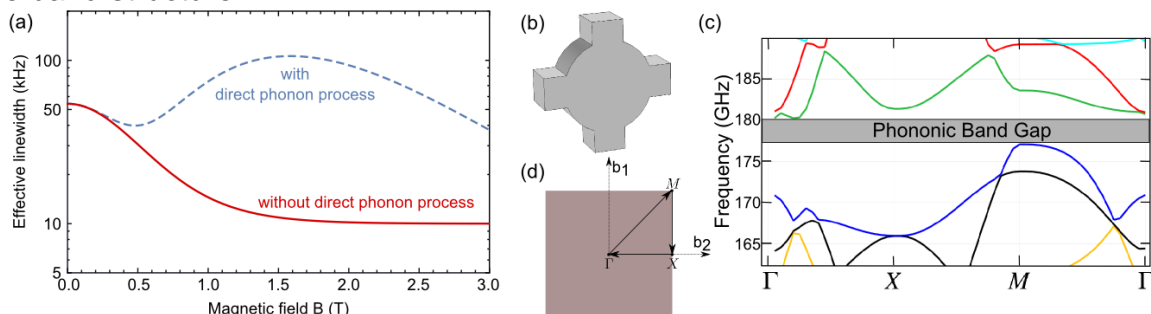 (a)
Effective linewidth (kHz)
100
50
10
5
with
direct phonon process
without direct phonon process
0.0 0.5 1.0 1.5 2.0 2.5 3.0
Magnetic field B (T)
(b)
(d)
b1
M
b2
Γ
X
(c)
Frequency (GHz)
185
180
175
170
165
Phononic Band Gap
Γ X M Γ